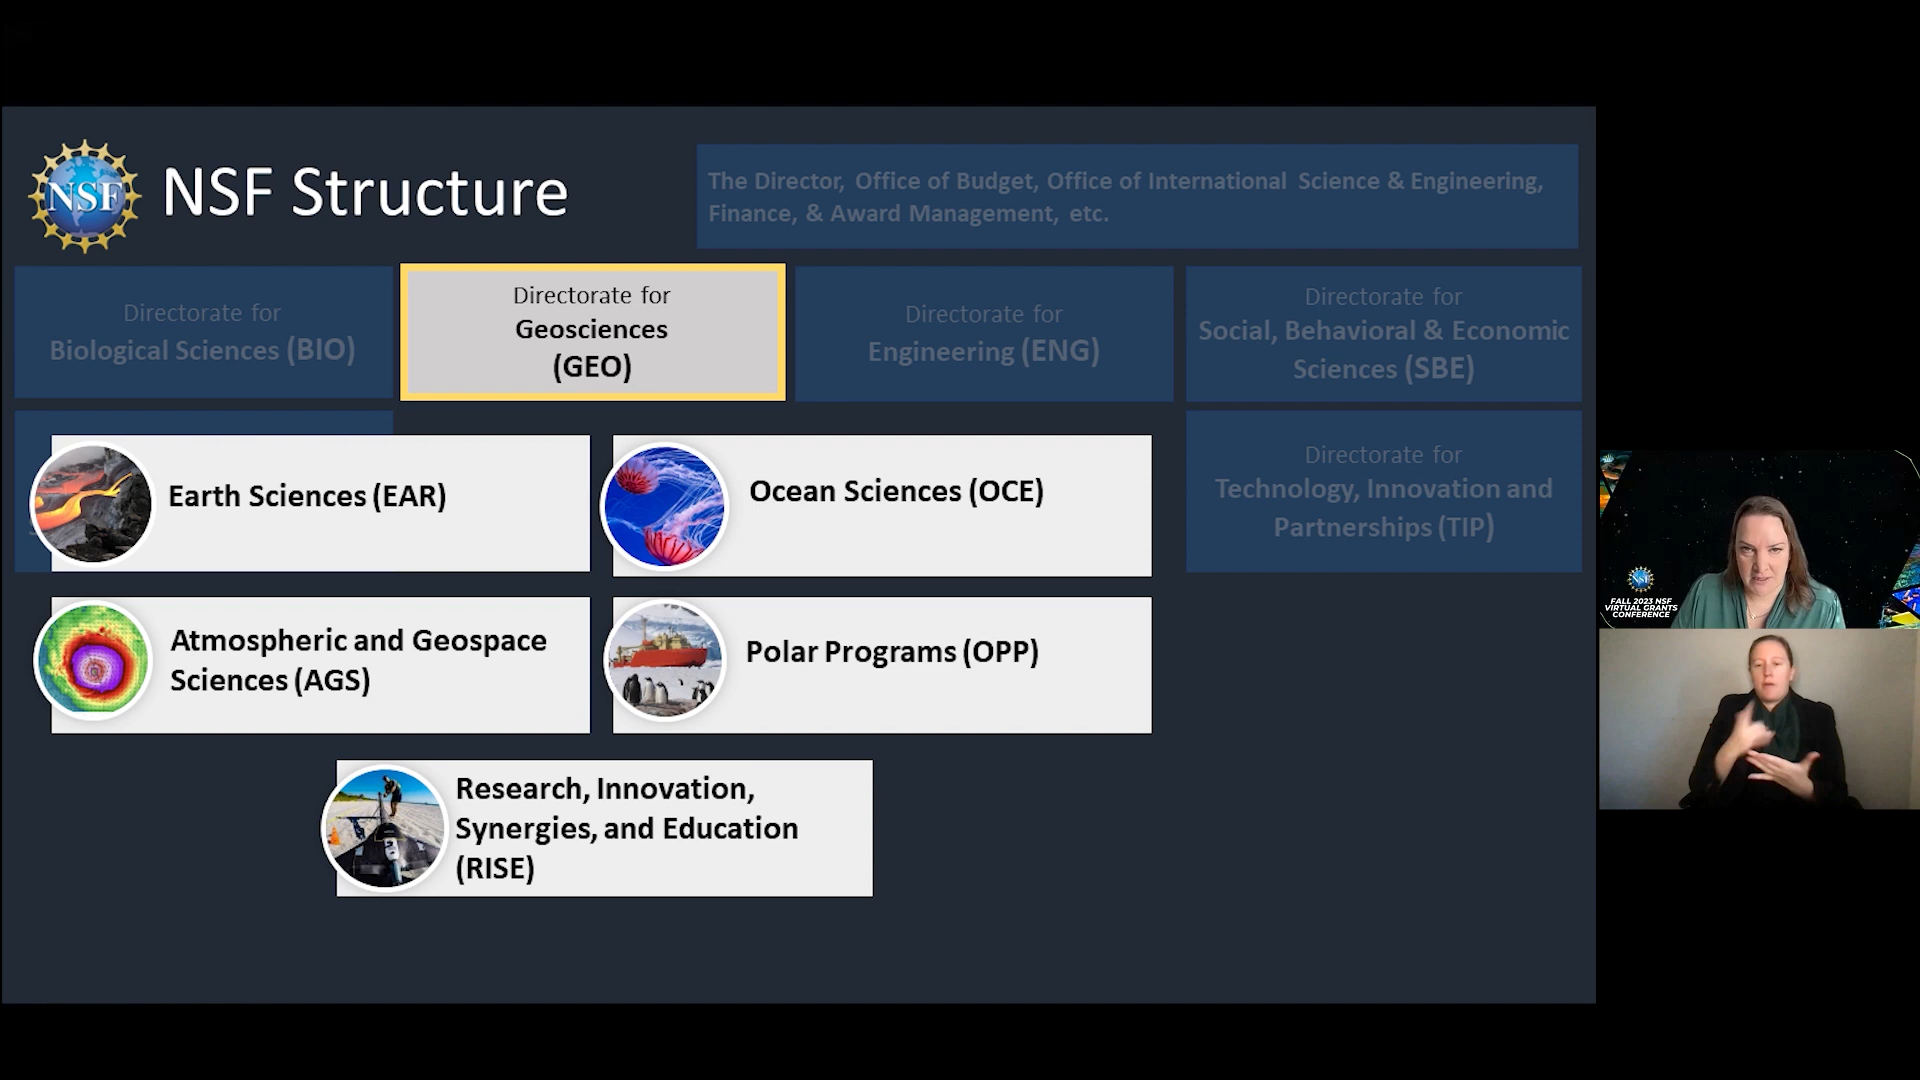 NSF
NSF Structure
The Director, Office of Budget, Office of International Science & Engineering,
Finance, & Award Management, etc.
Directorate for
Biological Sciences (BIO)
Directorate for
Geosciences
(GEO)
Directorate for
Engineering (ENG)
Directorate for
Social, Behavioral & Economic
Sciences (SBE)
Directorate for
Technology, Innovation and
Partnerships (TIP)
Earth Sciences (EAR)
Ocean Sciences (OCE)
Atmospheric and Geospace
Sciences (AGS)
Polar Programs (OPP)
Research, Innovation,
Synergies, and Education
(RISE)
NSF
FALL 2023 NSF
VIRTUAL GRANTS
CONFERENCE